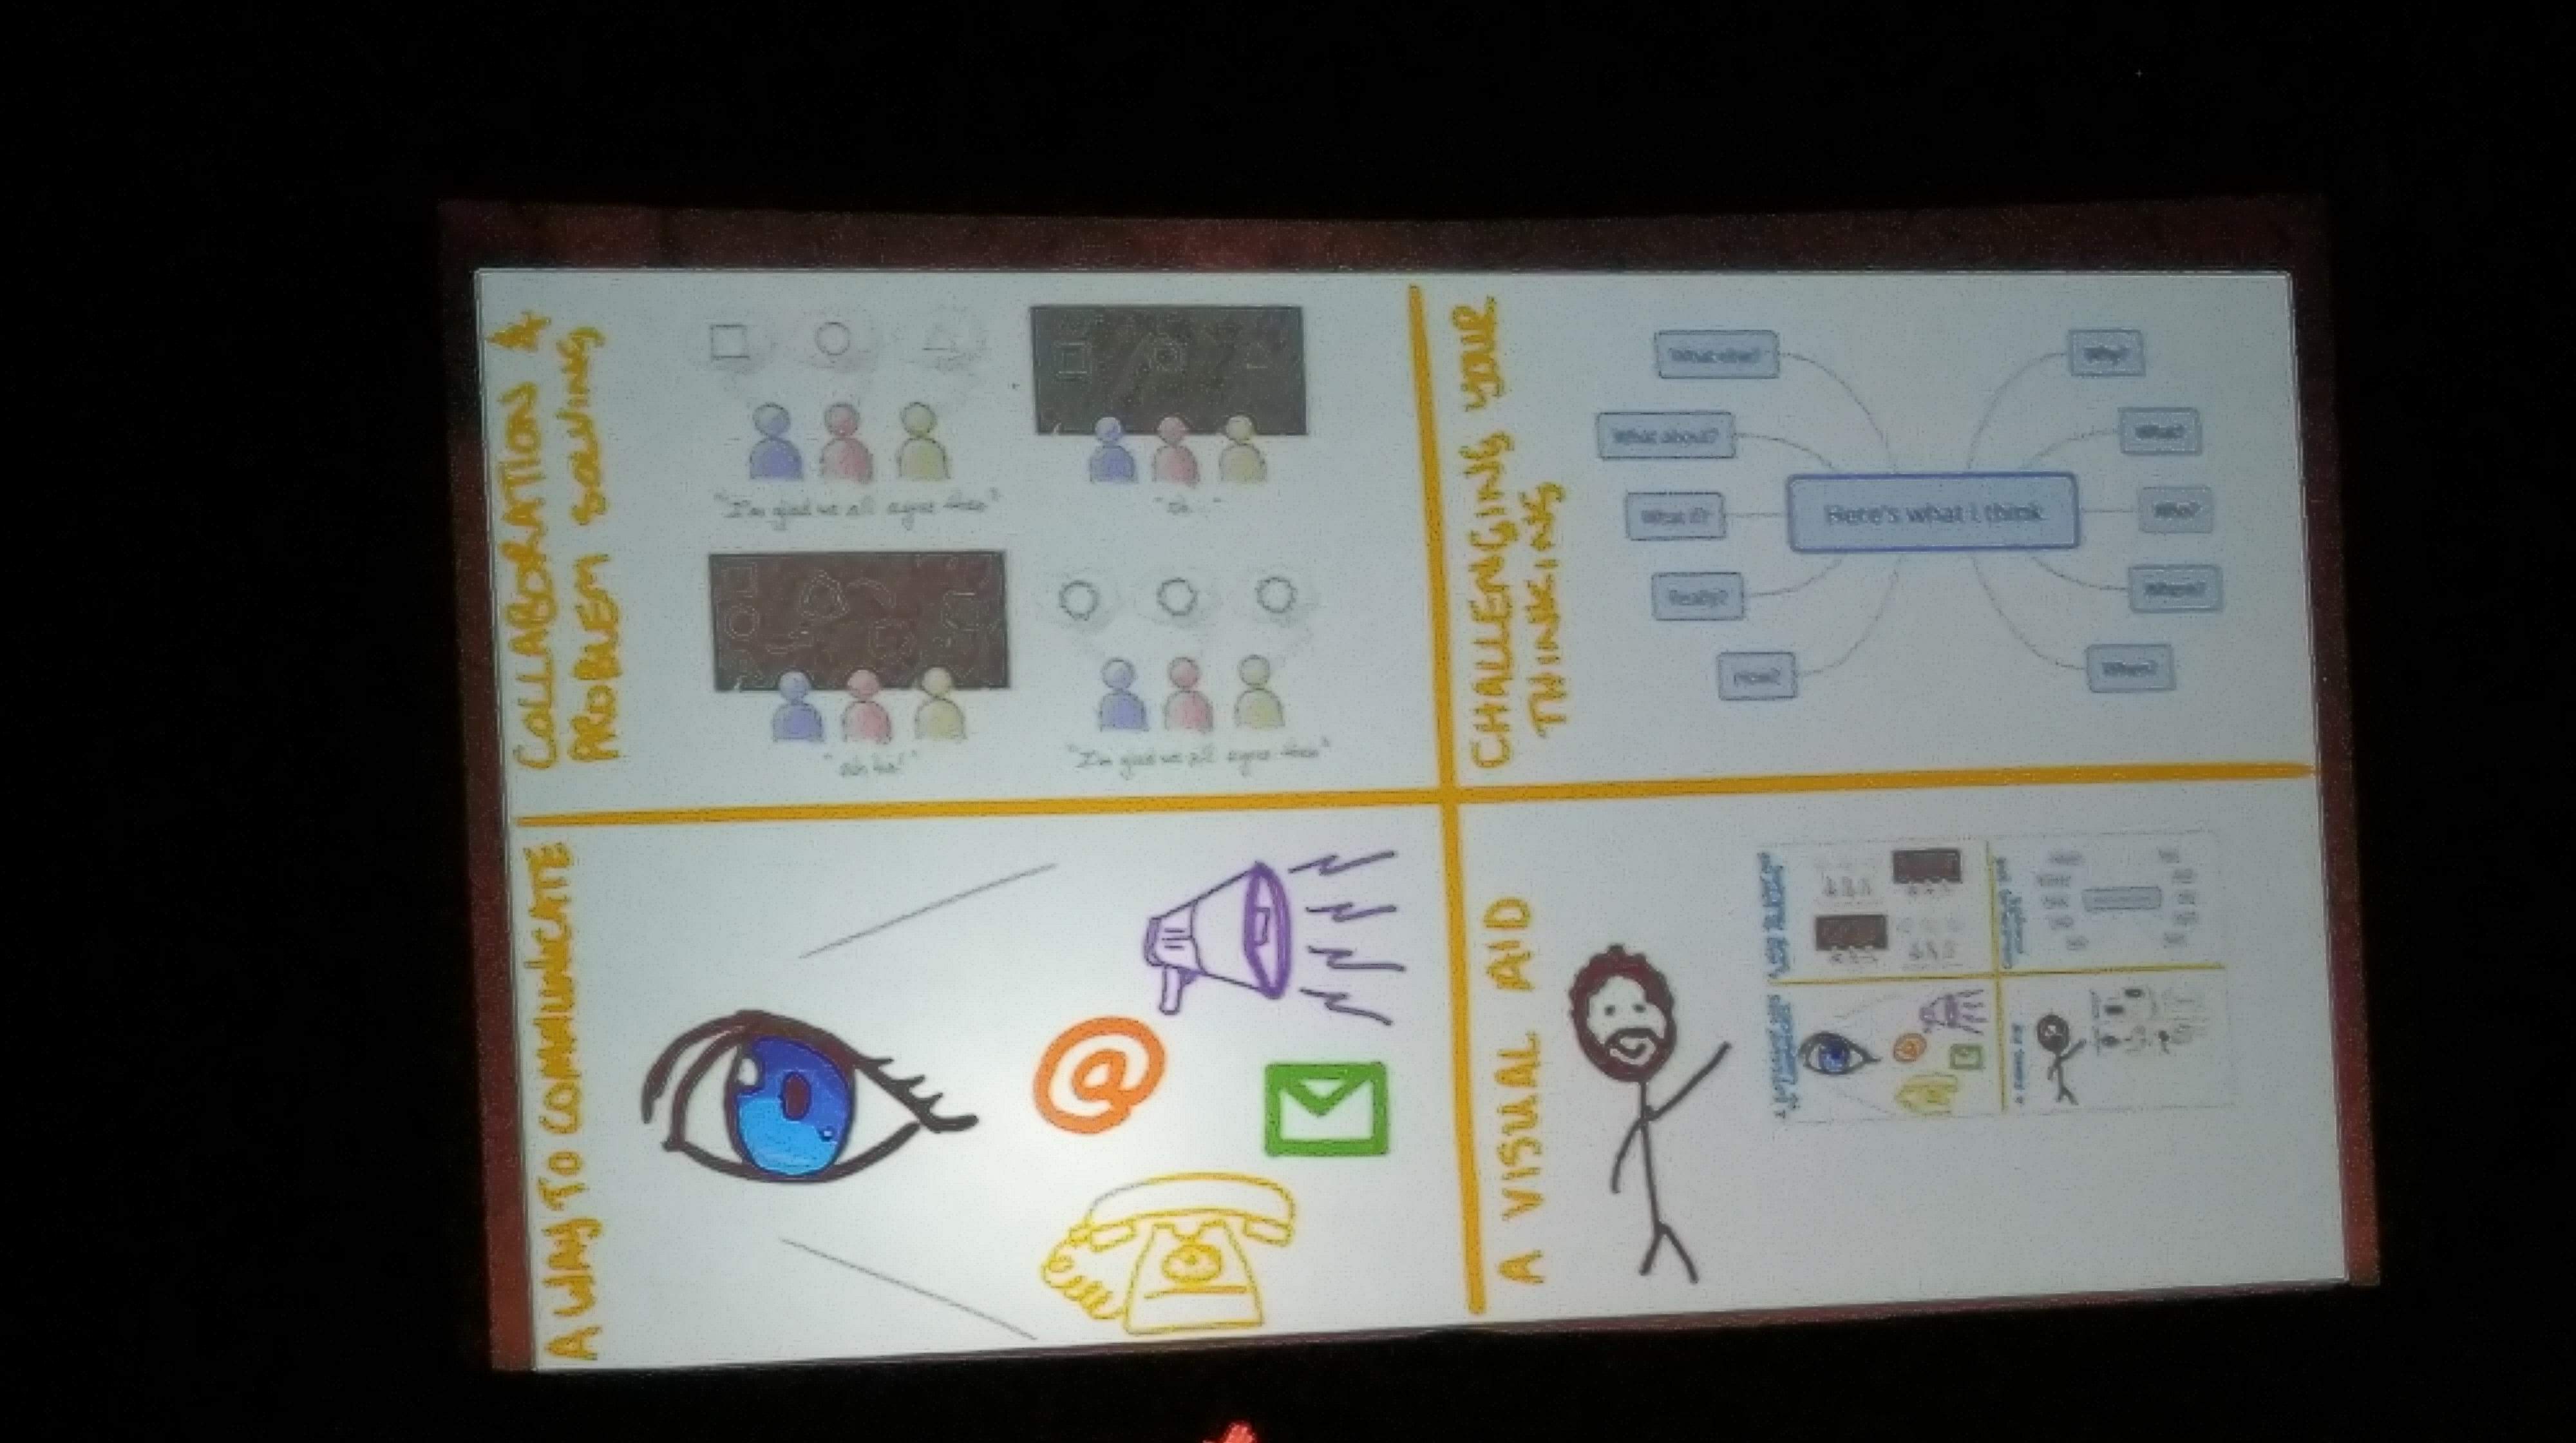 A WAY TO COMMUNICATE
@
COLLABORATION &
PROBLEM SOLVING
"I'm glad we all agree then"
"oh..."
"Ah ha!"
"I'm glad we all agree then"
A VISUAL AID
CHALLENGING YOUR
THINKING
What else?
Why?
What about?
What?
What if?
Here's what I think
Who?
Really?
Where?
How?
When?